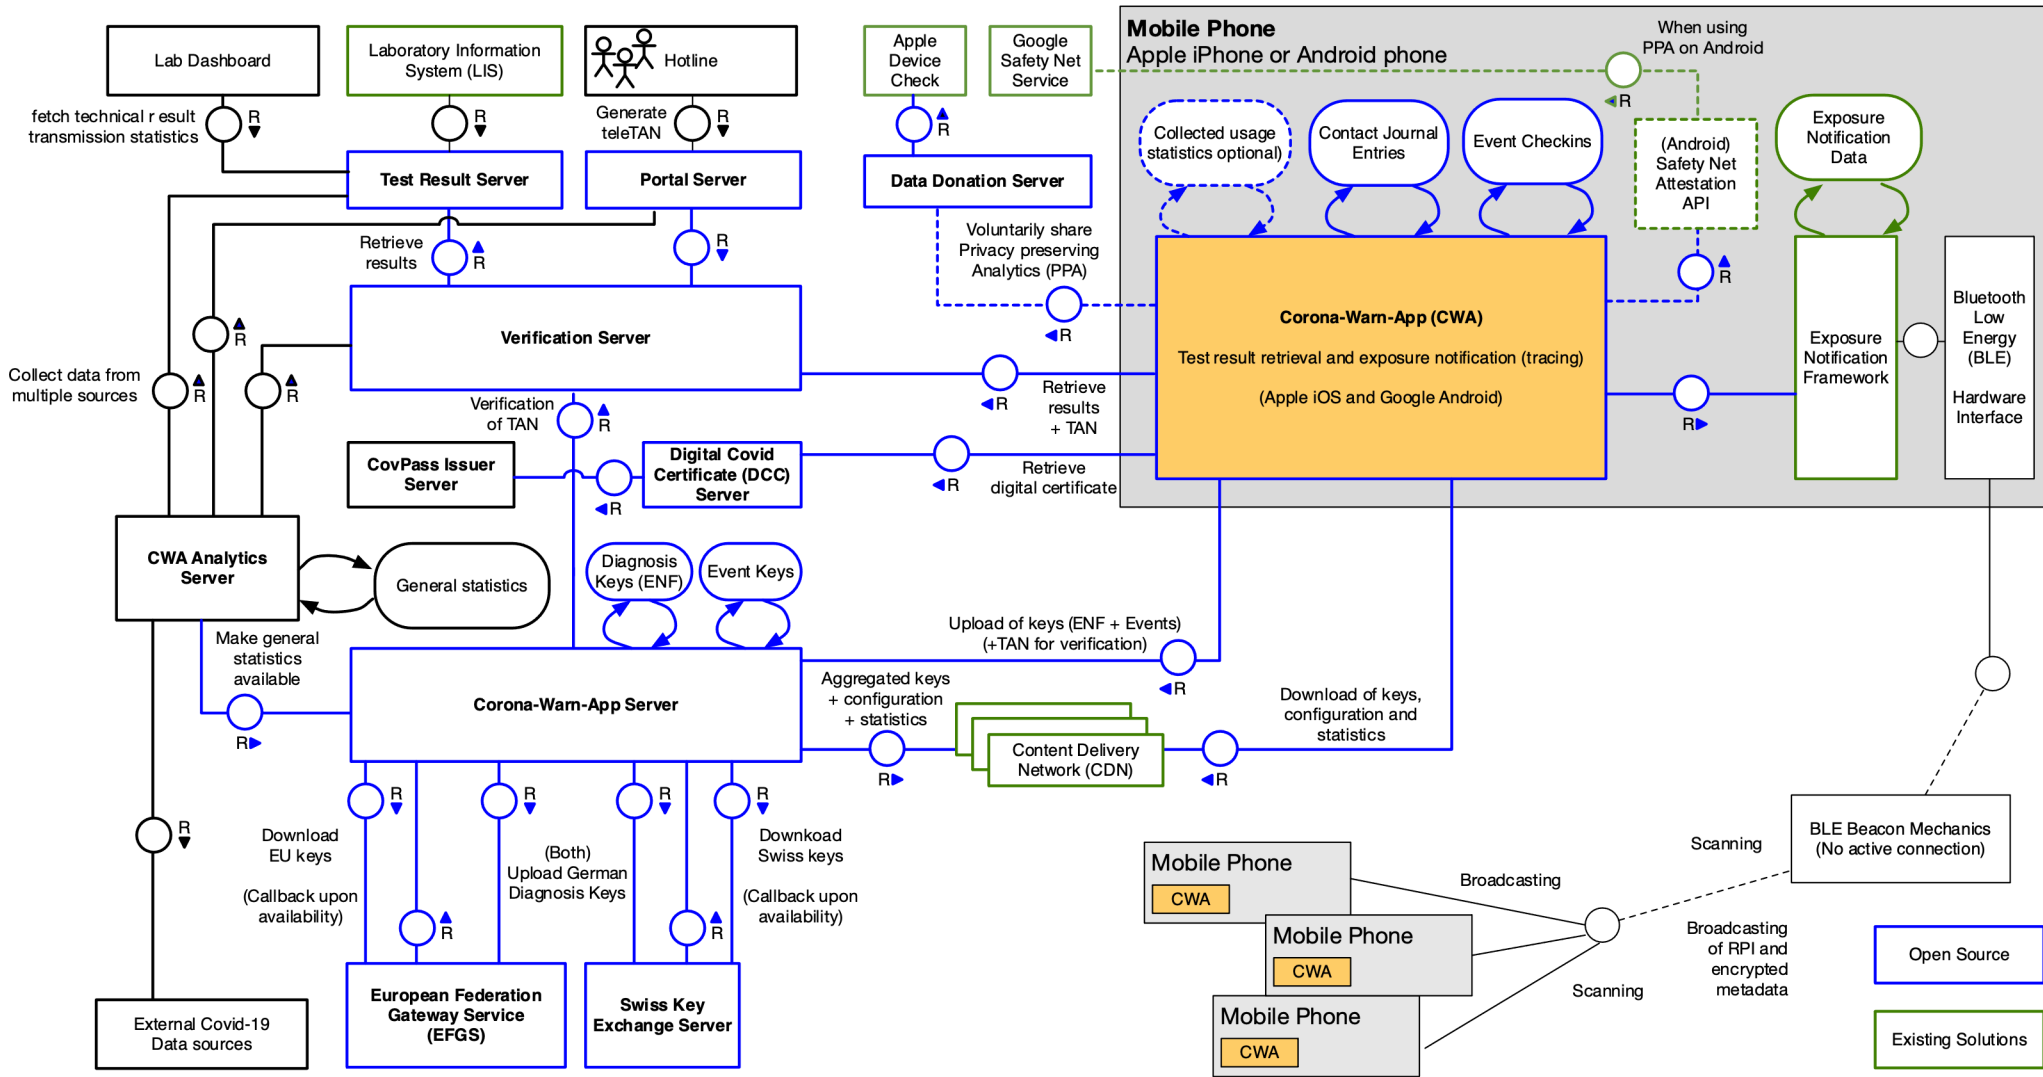 Lab Dashboard
Laboratory Information
System (LIS)
Hotline
Apple
Device
Check
Google
Safety Net
Service
Mobile Phone
Apple iPhone or Android phone
When using
PPA on Android
R
fetch technical r esult
transmission statistics
R
R
Generate
teleTAN
R
R
Collected usage
statistics optional)
Contact Journal
Entries
Event Checkins
(Android)
Safety Net
Attestation
API
Exposure
Notification
Data
Test Result Server
Portal Server
Data Donation Server
Retrieve
results
R
R
Voluntarily share
Privacy preserving
Analytics (PPA)
R
R
Verification Server
Corona-Warn-App (CWA)
Test result retrieval and exposure notification (tracing)
(Apple iOS and Google Android)
Exposure
Notification
Framework
Bluetooth
Low
Energy
(BLE)
Hardware
Interface
R
Collect data from
multiple sources
R
R
R
R
Retrieve
results
+ TAN
Verification
of TAN
R
CovPass Issuer
Server
Digital Covid
Certificate (DCC)
Server
R
R
Retrieve
digital certificate
CWA Analytics
Server
General statistics
Diagnosis
Keys (ENF)
Event Keys
Make general
statistics
available
R
Upload of keys (ENF + Events)
(+TAN for verification)
R
Corona-Warn-App Server
Aggregated keys
+ configuration
+ statistics
R
Content Delivery
Network (CDN)
Download of keys,
configuration and
statistics
R
R
R
R
R
R
Download
EU keys
(Callback upon
availability)
(Both)
Upload German
Diagnosis Keys
Downkoad
Swiss keys
(Callback upon
availability)
R
R
European Federation
Gateway Service
(EFGS)
Swiss Key
Exchange Server
External Covid-19
Data sources
Mobile Phone
CWA
Mobile Phone
CWA
Mobile Phone
CWA
Broadcasting
Scanning
Scanning
BLE Beacon Mechanics
(No active connection)
Broadcasting
of RPI and
encrypted
metadata
Open Source
Existing Solutions